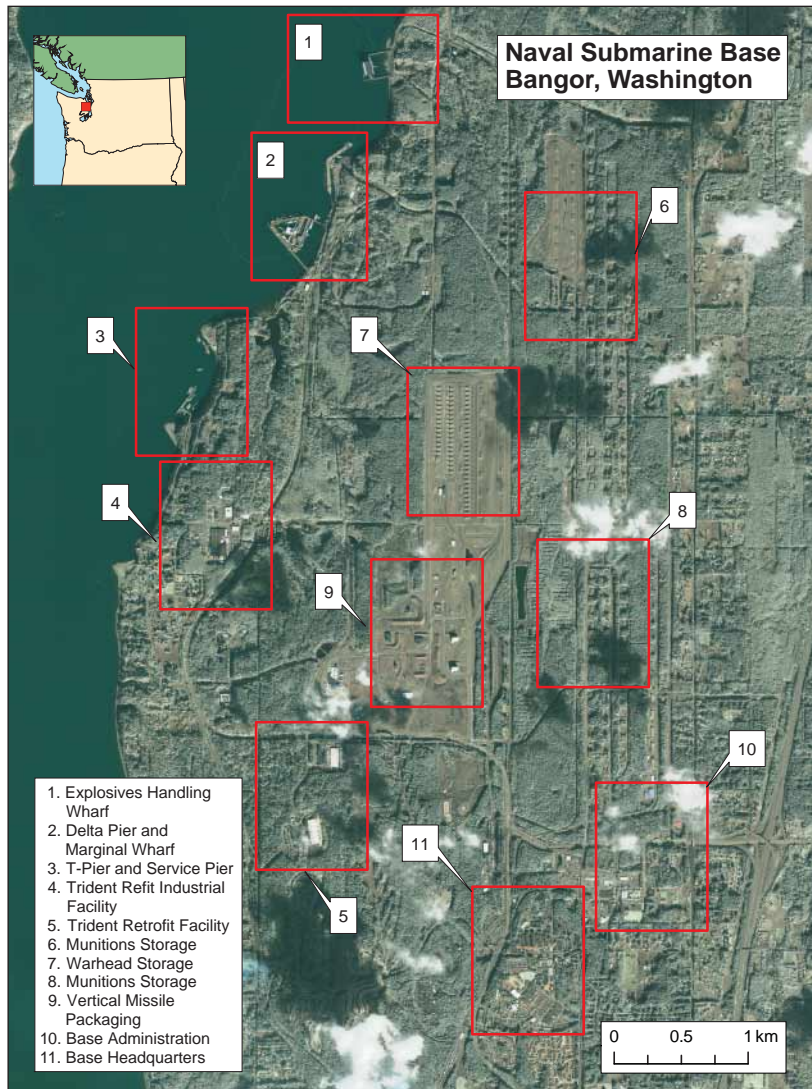 Naval Submarine Base
Bangor, Washington
1
2
3
4
5
6
7
8
9
10
11
1. Explosives Handling
Wharf
2. Delta Pier and
Marginal Wharf
3. T-Pier and Service Pier
4. Trident Refit Industrial
Facility
5. Trident Retrofit Facility
6. Munitions Storage
7. Warhead Storage
8. Munitions Storage
9. Vertical Missile
Packaging
10. Base Administration
11. Base Headquarters
0 0.5 1 km